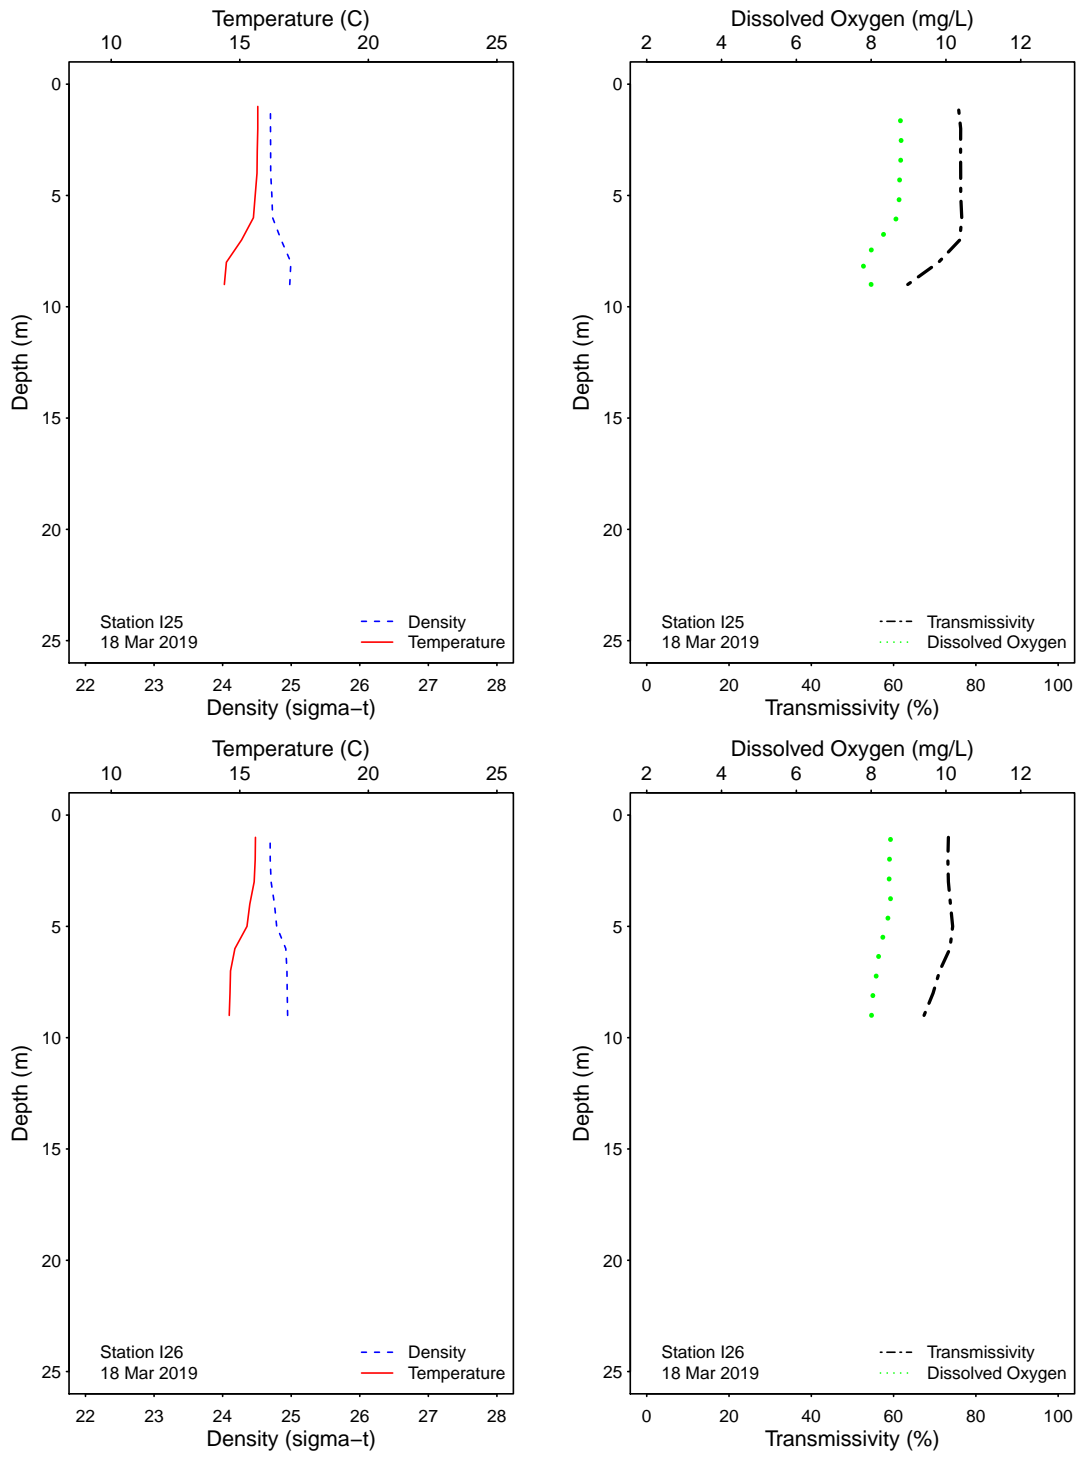 Temperature (C)
10 15 20 25
0
5
10
15
20
25
Depth (m)
Station I25
18 Mar 2019
Density
Temperature
22 23 24 25 26 27 28
Density (sigma−t)
Dissolved Oxygen (mg/L)
2 4 6 8 10 12
0
5
10
15
20
25
Depth (m)
Station I25
18 Mar 2019
Transmissivity
Dissolved Oxygen
0 20 40 60 80 100
Transmissivity (%)
Temperature (C)
10 15 20 25
0
5
10
15
20
25
Depth (m)
Station I26
18 Mar 2019
Density
Temperature
22 23 24 25 26 27 28
Density (sigma−t)
Dissolved Oxygen (mg/L)
2 4 6 8 10 12
0
5
10
15
20
25
Depth (m)
Station I26
18 Mar 2019
Transmissivity
Dissolved Oxygen
0 20 40 60 80 100
Transmissivity (%)